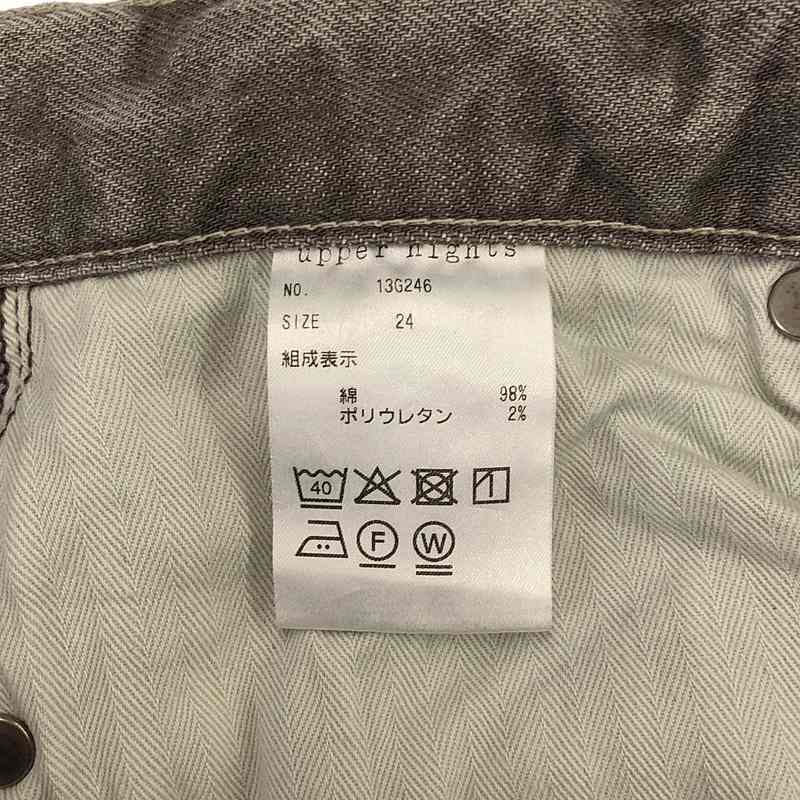 upper hights
NO. 13G246
SIZE 24
組成表示
綿 98%
ポリウレタン 2%
40
F W